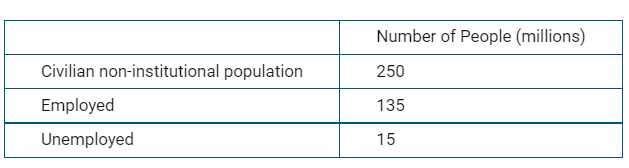 Number of People (millions)
Civilian non-institutional population 250
Employed 135
Unemployed 15